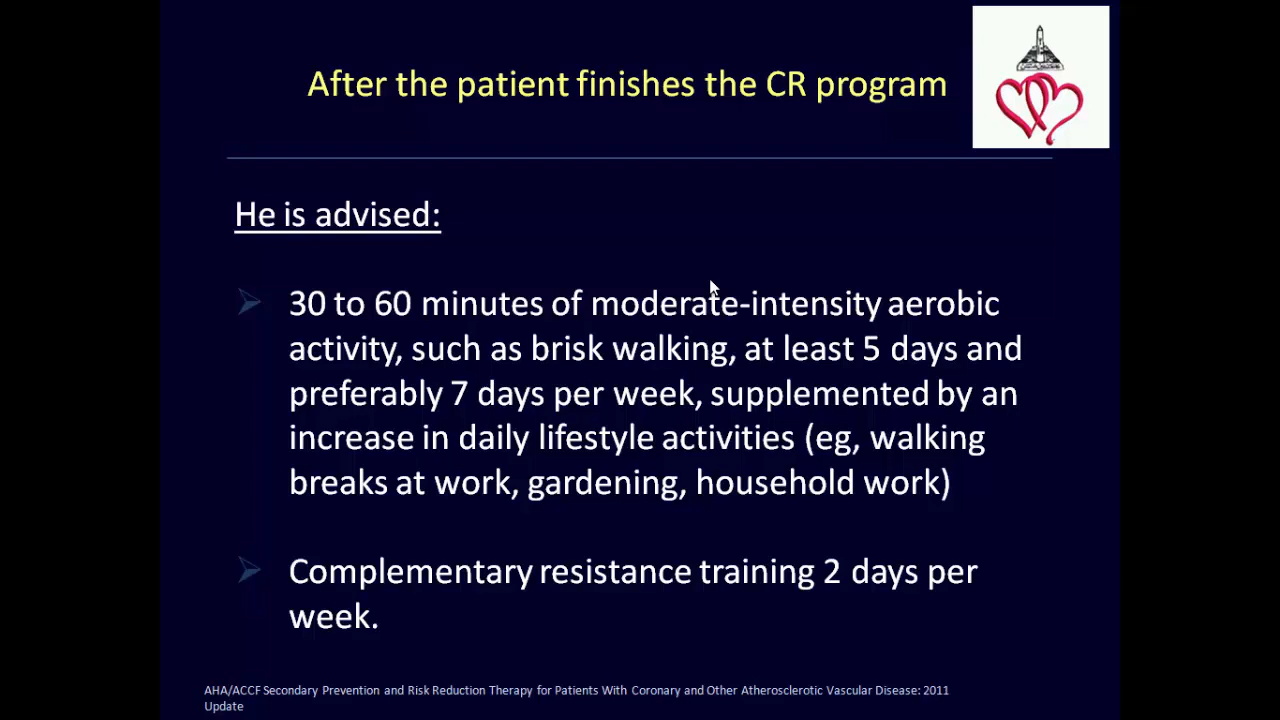 After the patient finishes the CR program
He is advised:
30 to 60 minutes of moderate-intensity aerobic
activity, such as brisk walking, at least 5 days and
preferably 7 days per week, supplemented by an
increase in daily lifestyle activities (eg, walking
breaks at work, gardening, household work)
Complementary resistance training 2 days per
week.
AHA/ACCF Secondary Prevention and Risk Reduction Therapy for Patients With Coronary and Other Atherosclerotic Vascular Disease: 2011
Update